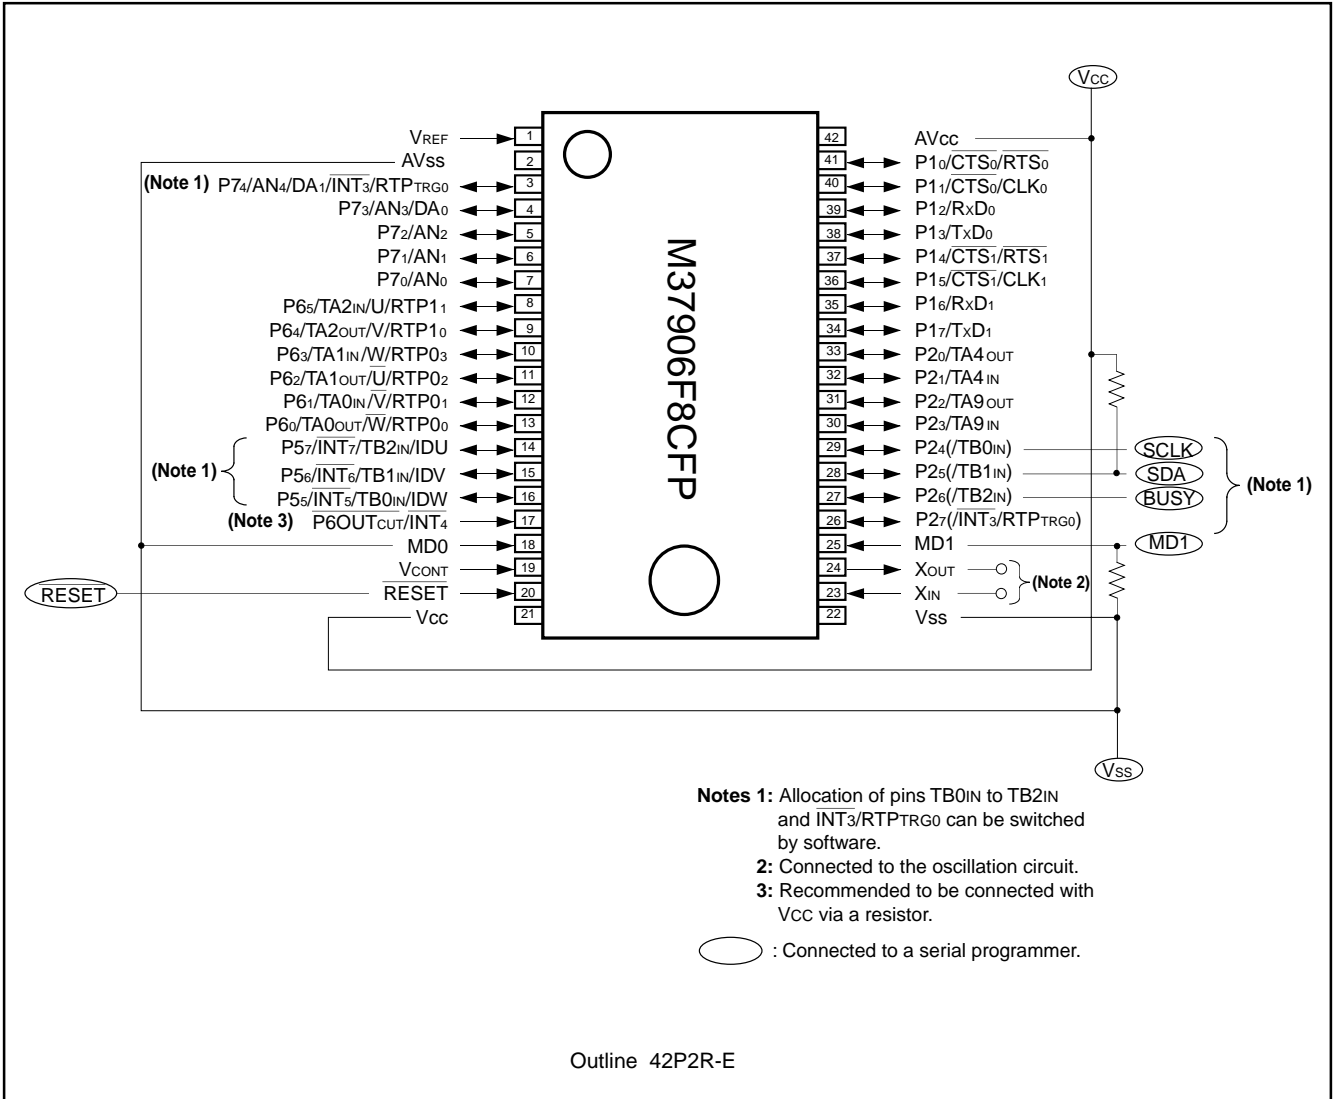 VCC
VREF 1
AVSS 2
(Note 1) P74/AN4/DA1/INT3/RTPTRG0 3
P73/AN3/DA0 4
P72/AN2 5
P71/AN1 6
P70/AN0 7
P65/TA2IN/U/RTP11 8
P64/TA2OUT/V/RTP10 9
P63/TA1IN/W/RTP03 10
P62/TA1OUT/U/RTP02 11
P61/TA0IN/V/RTP01 12
P60/TA0OUT/W/RTP00 13
P57/INT7/TB2IN/IDU 14
(Note 1) P56/INT6/TB1IN/IDV 15
P55/INT5/TB0IN/IDW 16
(Note 3) P6OUTCUT/INT4 17
MD0 18
VCONT 19
RESET RESET 20
Vcc 21
M37906F8CFP
42 AVcc
41 P10/CTS0/RTS0
40 P11/CTS0/CLK0
39 P12/RxD0
38 P13/TxD0
37 P14/CTS1/RTS1
36 P15/CTS1/CLK1
35 P16/RxD1
34 P17/TxD1
33 P20/TA4OUT
32 P21/TA4IN
31 P22/TA9OUT
30 P23/TA9IN
29 P24(/TB0IN) SCLK
28 P25(/TB1IN) SDA (Note 1)
27 P26(/TB2IN) BUSY
26 P27(/INT3/RTPTRG0)
25 MD1 MD1
24 XOUT
(Note 2)
23 XIN
22 Vss
Vss
Notes 1: Allocation of pins TB0IN to TB2IN
and INT3/RTPTRG0 can be switched
by software.
2: Connected to the oscillation circuit.
3: Recommended to be connected with
VCC via a resistor.
: Connected to a serial programmer.
Outline 42P2R-E